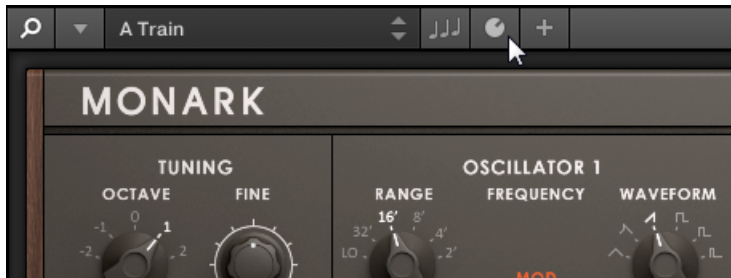 A Train
MONARK
TUNING
OSCILLATOR 1
OCTAVE FINE RANGE FREQUENCY WAVEFORM
-2 -1 0 1 2
LO 32' 16' 8' 4' 2'
MOD